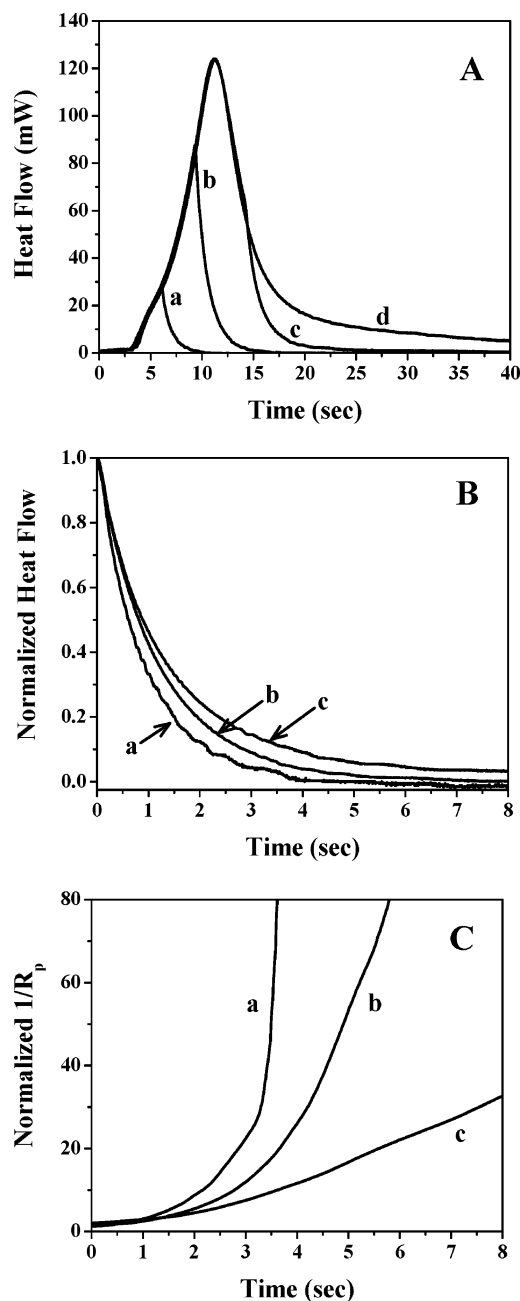 A
Heat Flow (mW)
140
120
100
80
60
40
20
0
a
b
c
d
0 5 10 15 20 25 30 35 40
Time (sec)
B
Normalized Heat Flow
1.0
0.8
0.6
0.4
0.2
0.0
a
b
c
0 1 2 3 4 5 6 7 8
Time (sec)
C
Normalized 1/Rp
80
60
40
20
0
a
b
c
0 1 2 3 4 5 6 7 8
Time (sec)